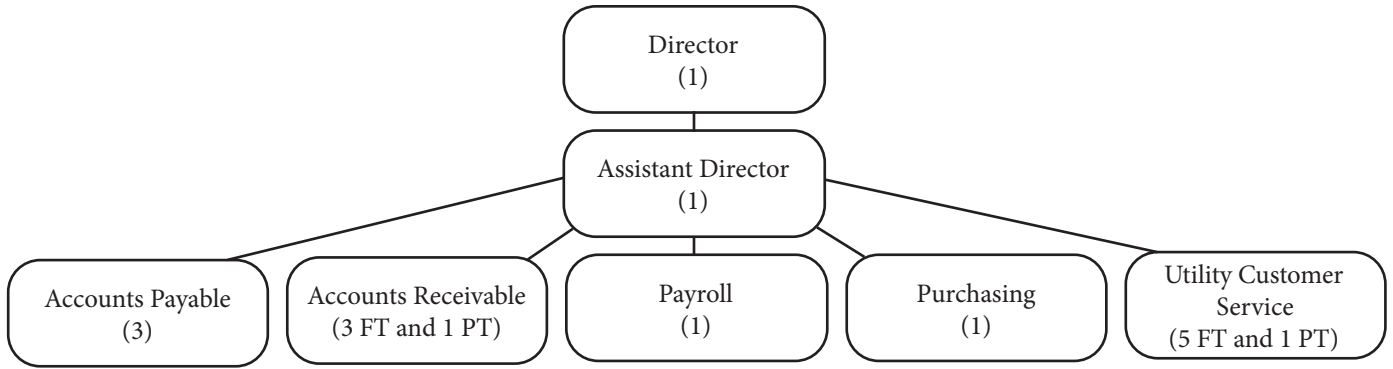 Director
(1)
Assistant Director
(1)
Accounts Payable
(3)
Accounts Receivable
(3 FT and 1 PT)
Payroll
(1)
Purchasing
(1)
Utility Customer
Service
(5 FT and 1 PT)